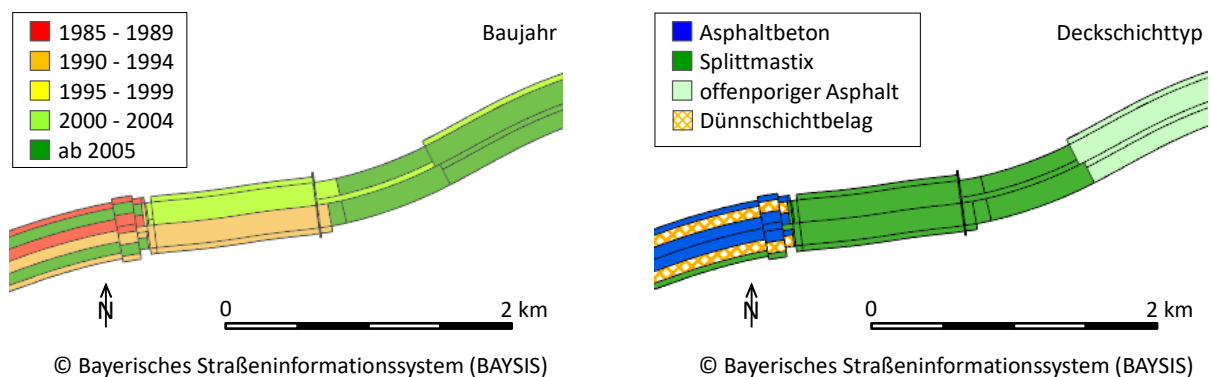 Baujahr
1985 - 1989
1990 - 1994
1995 - 1999
2000 - 2004
ab 2005
N
0
2 km
© Bayerisches Straßeninformationssystem (BAYSIS)
Deckschichttyp
Asphaltbeton
Splittmastix
offenporiger Asphalt
Dünnschichtbelag
N
0
2 km
© Bayerisches Straßeninformationssystem (BAYSIS)